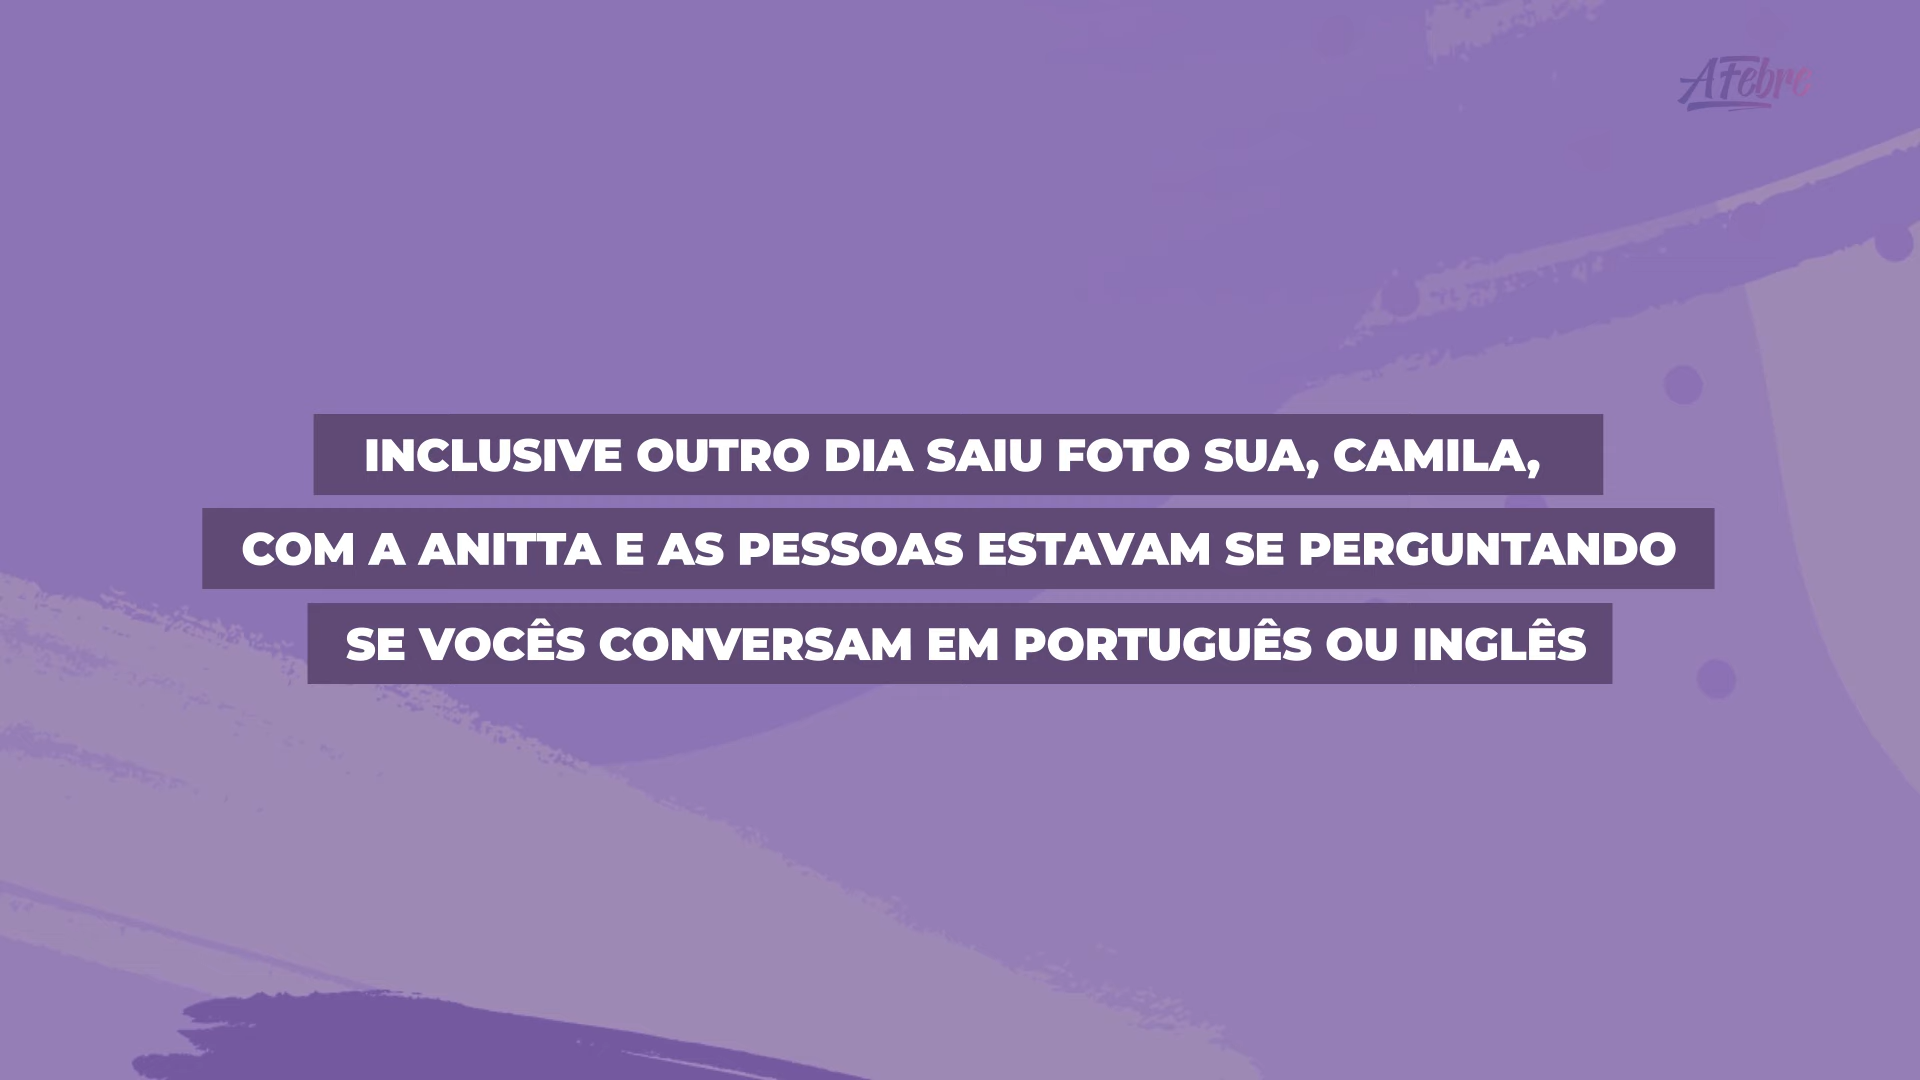 AFebre
INCLUSIVE OUTRO DIA SAIU FOTO SUA, CAMILA,
COM A ANITTA E AS PESSOAS ESTAVAM SE PERGUNTANDO
SE VOCÊS CONVERSAM EM PORTUGUÊS OU INGLÊS